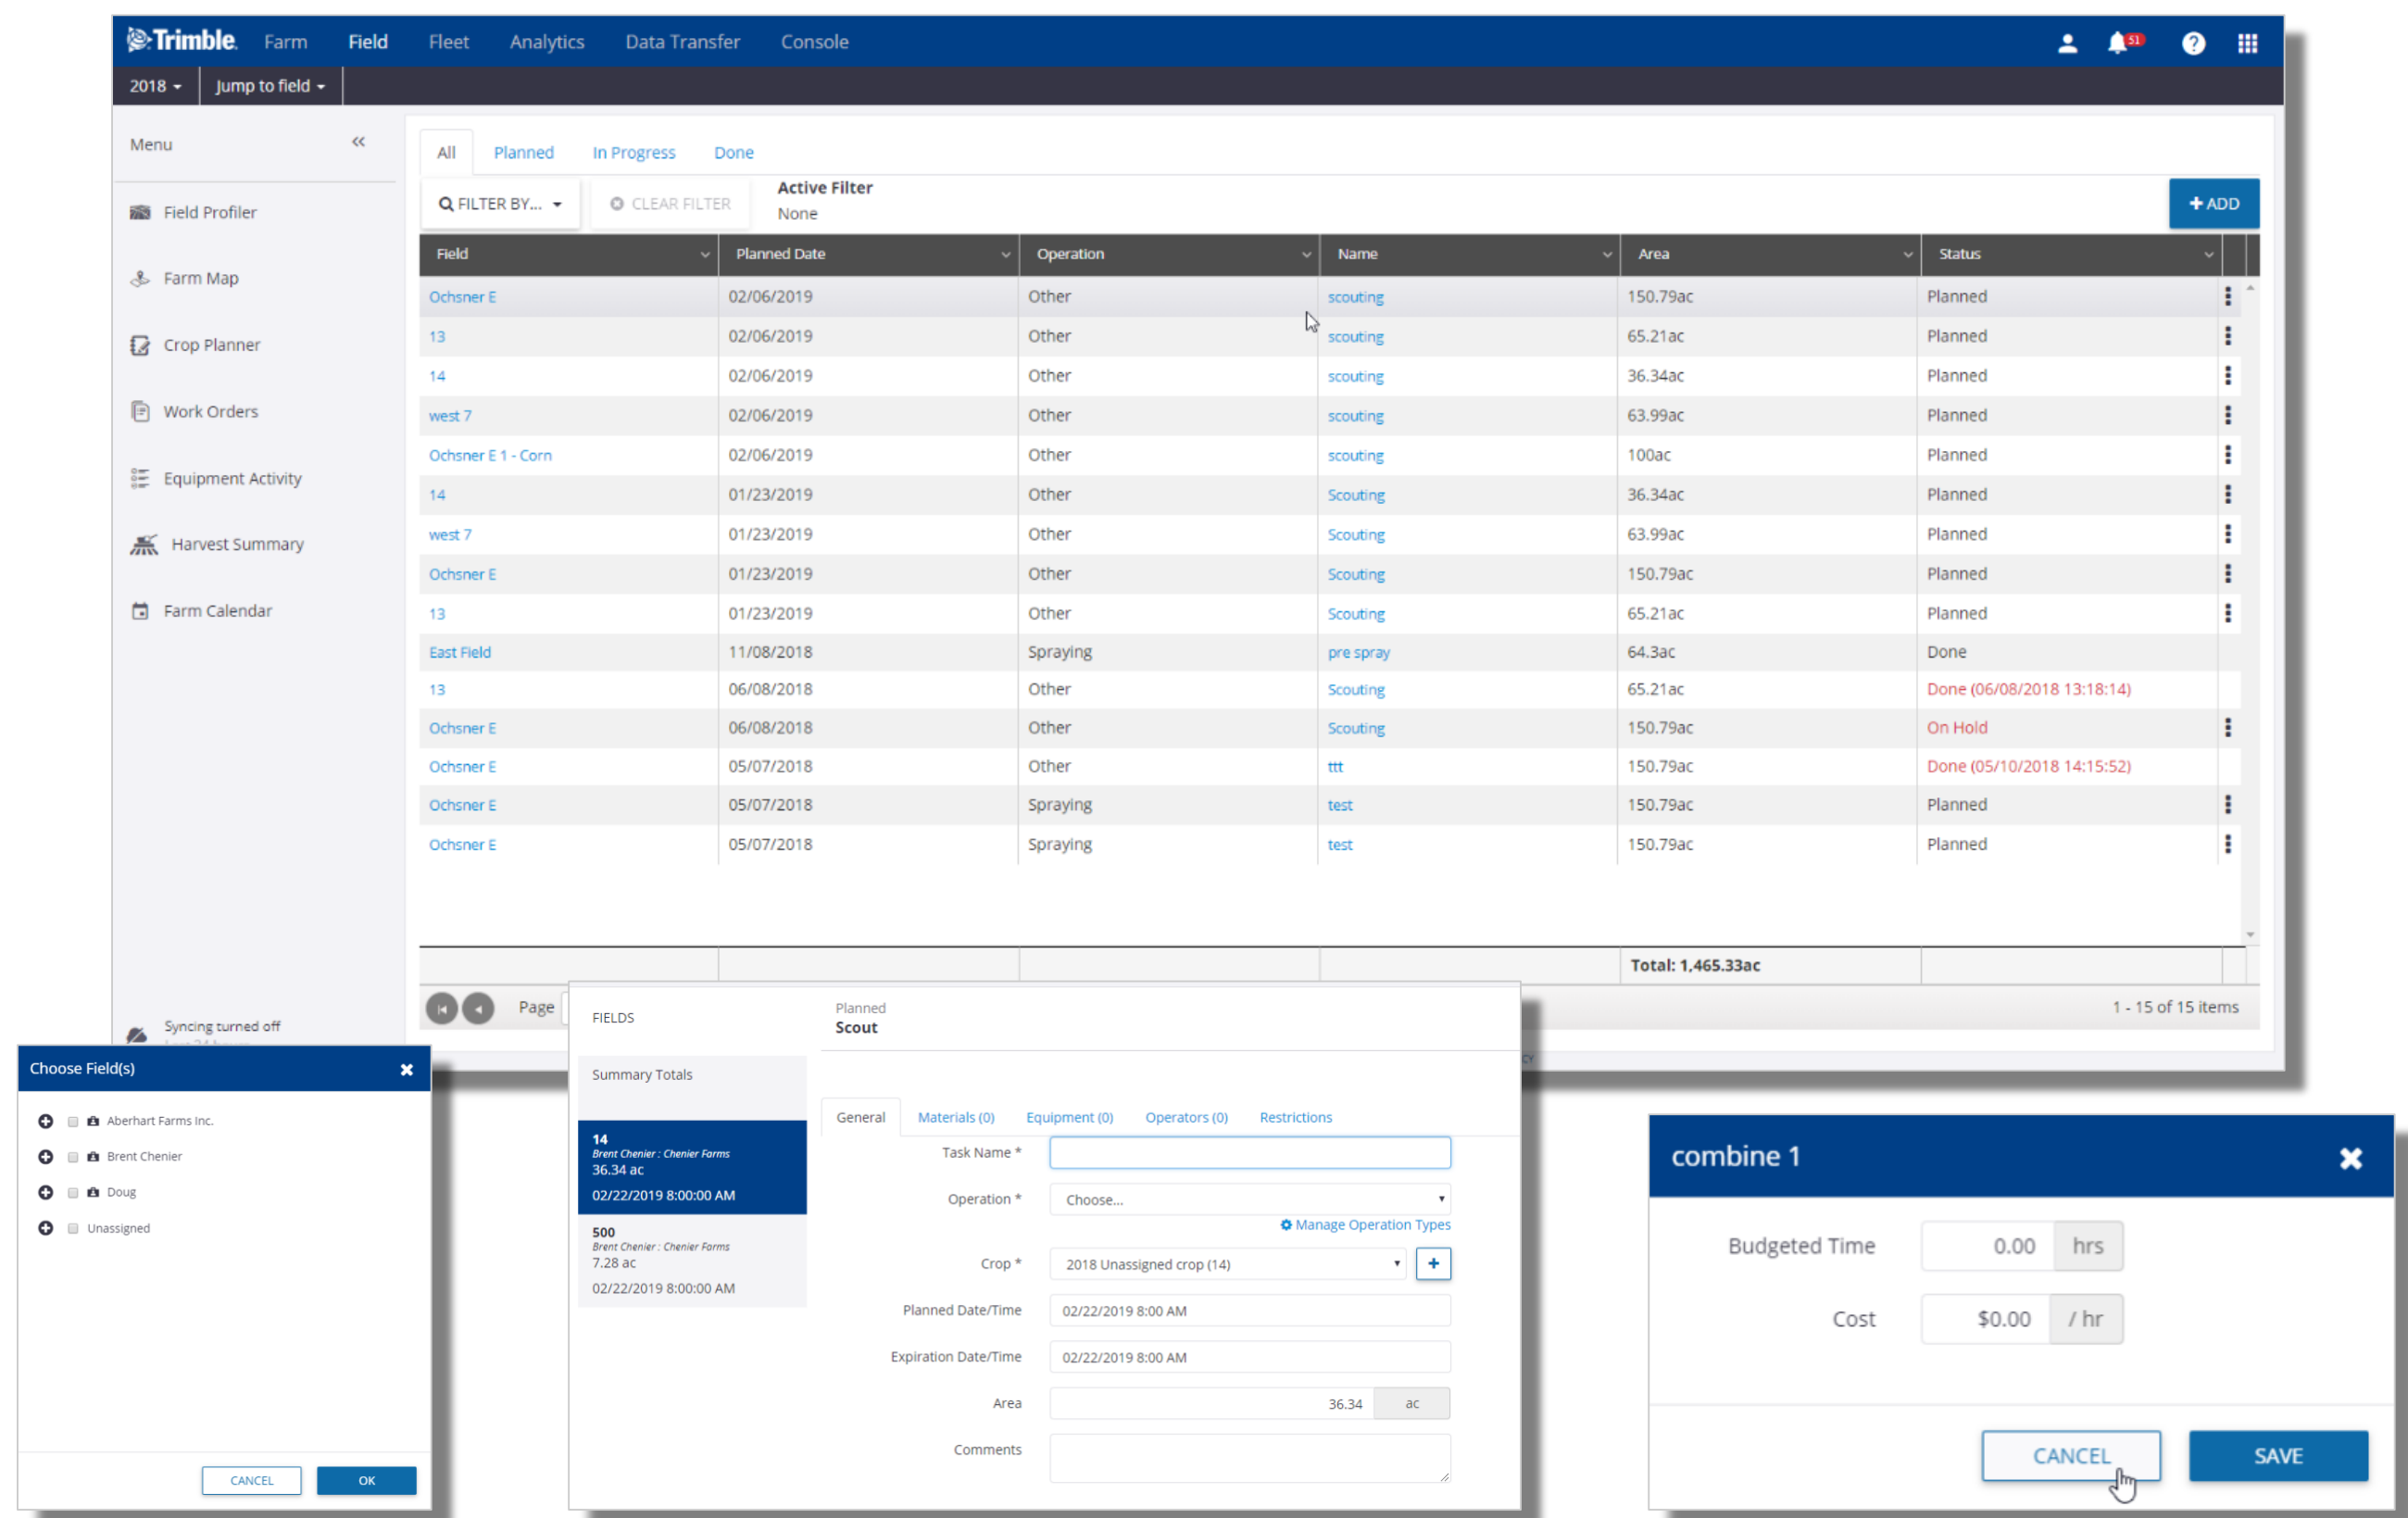 Trimble. Farm Field Fleet Analytics Data Transfer Console 51 ?
2018 Jump to field
Menu
Field Profiler
Farm Map
Crop Planner
Work Orders
Equipment Activity
Harvest Summary
Farm Calendar
Syncing turned off
Last 24 hours
All Planned In Progress Done
FILTER BY... CLEAR FILTER Active Filter + ADD
None
Field Planned Date Operation Name Area Status
Ochsner E 02/06/2019 Other scouting 150.79ac Planned
13 02/06/2019 Other scouting 65.21ac Planned
14 02/06/2019 Other scouting 36.34ac Planned
west 7 02/06/2019 Other scouting 63.99ac Planned
Ochsner E 1 - Corn 02/06/2019 Other scouting 100ac Planned
14 01/23/2019 Other Scouting 36.34ac Planned
west 7 01/23/2019 Other Scouting 63.99ac Planned
Ochsner E 01/23/2019 Other Scouting 150.79ac Planned
13 01/23/2019 Other Scouting 65.21ac Planned
East Field 11/08/2018 Spraying pre spray 64.3ac Done
13 06/08/2018 Other Scouting 65.21ac Done (06/08/2018 13:18:14)
Ochsner E 06/08/2018 Other Scouting 150.79ac On Hold
Ochsner E 05/07/2018 Other ttt 150.79ac Done (05/10/2018 14:15:52)
Ochsner E 05/07/2018 Spraying test 150.79ac Planned
Ochsner E 05/07/2018 Spraying test 150.79ac Planned
Total: 1,465.33ac
Page 1 - 15 of 15 items
Choose Field(s)
Aberhart Farms Inc.
Brent Chenier
Doug
Unassigned
CANCEL OK
FIELDS
Summary Totals
14
Brent Chenier : Chenier Farms
36.34 ac
02/22/2019 8:00:00 AM
500
Brent Chenier : Chenier Farms
7.28 ac
02/22/2019 8:00:00 AM
Planned
Scout
General Materials (0) Equipment (0) Operators (0) Restrictions
Task Name *
Operation * Choose...
Manage Operation Types
Crop * 2018 Unassigned crop (14) +
Planned Date/Time 02/22/2019 8:00 AM
Expiration Date/Time 02/22/2019 8:00 AM
Area 36.34 ac
Comments
combine 1
Budgeted Time 0.00 hrs
Cost $0.00 / hr
CANCEL SAVE